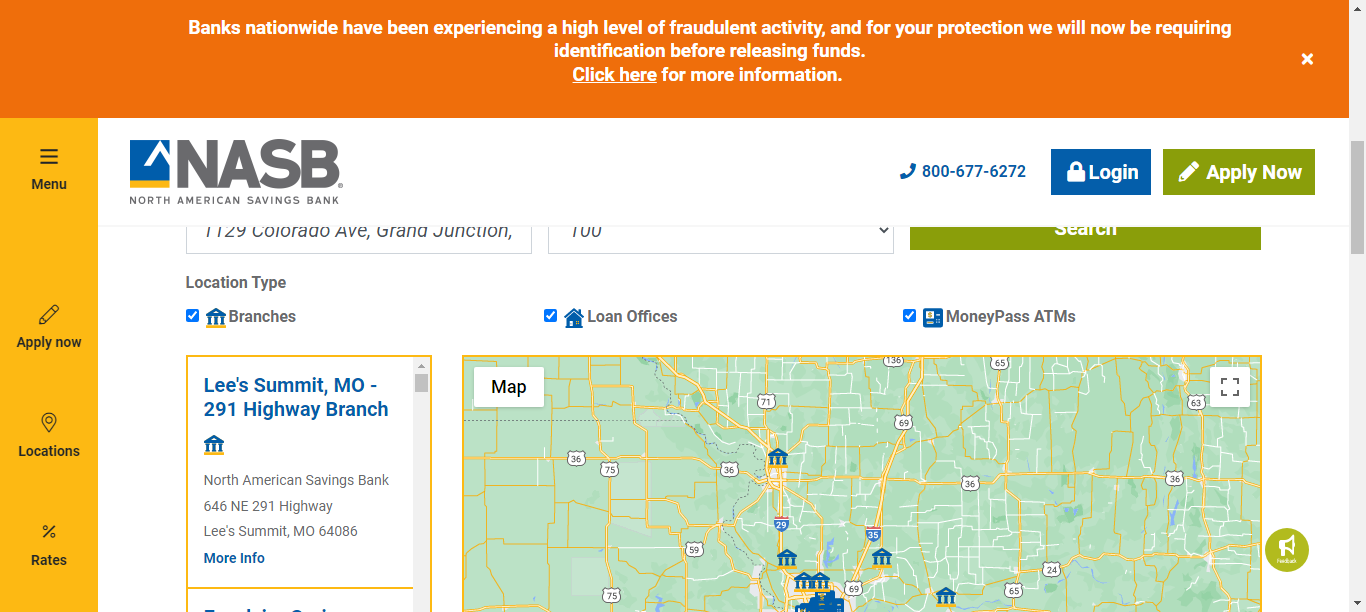 Banks nationwide have been experiencing a high level of fraudulent activity, and for your protection we will now be requiring
identification before releasing funds.
Click here for more information.
Menu
NASB
NORTH AMERICAN SAVINGS BANK
800-677-6272
Login
Apply Now
1129 Colorado Ave, Grand Junction,
100
Search
Location Type
Branches
Loan Offices
MoneyPass ATMs
Apply now
Locations
Rates
Lee's Summit, MO -
291 Highway Branch
North American Savings Bank
646 NE 291 Highway
Lee's Summit, MO 64086
More Info
Map
136
65
71
63
69
36
75
36
36
36
29
35
59
24
69
65
75
Feedback